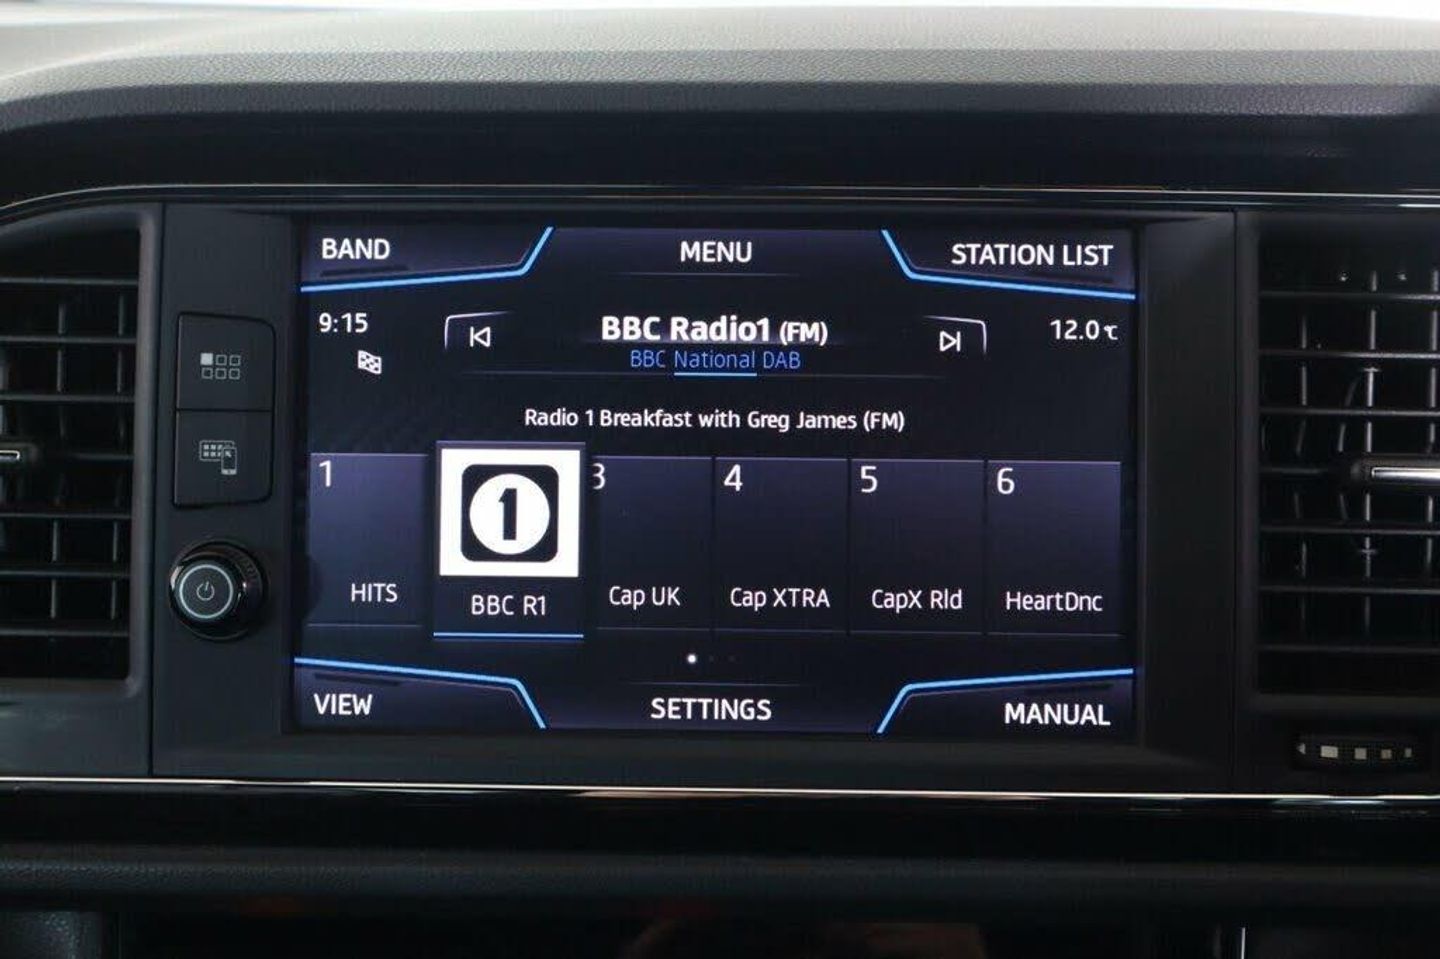 BAND
MENU
STATION LIST
9:15
BBC Radio1 (FM)
12.0℃
BBC National DAB
Radio 1 Breakfast with Greg James (FM)
1
HITS
1
BBC R1
3
Cap UK
4
Cap XTRA
5
CapX Rld
6
HeartDnc
VIEW
SETTINGS
MANUAL